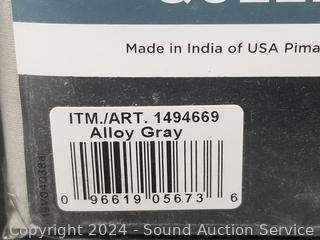 Made in India of USA Pima
ITM./ART. 1494669
Alloy Gray
0 96619 05673 6
Copyright 2024 - Sound Auction Service